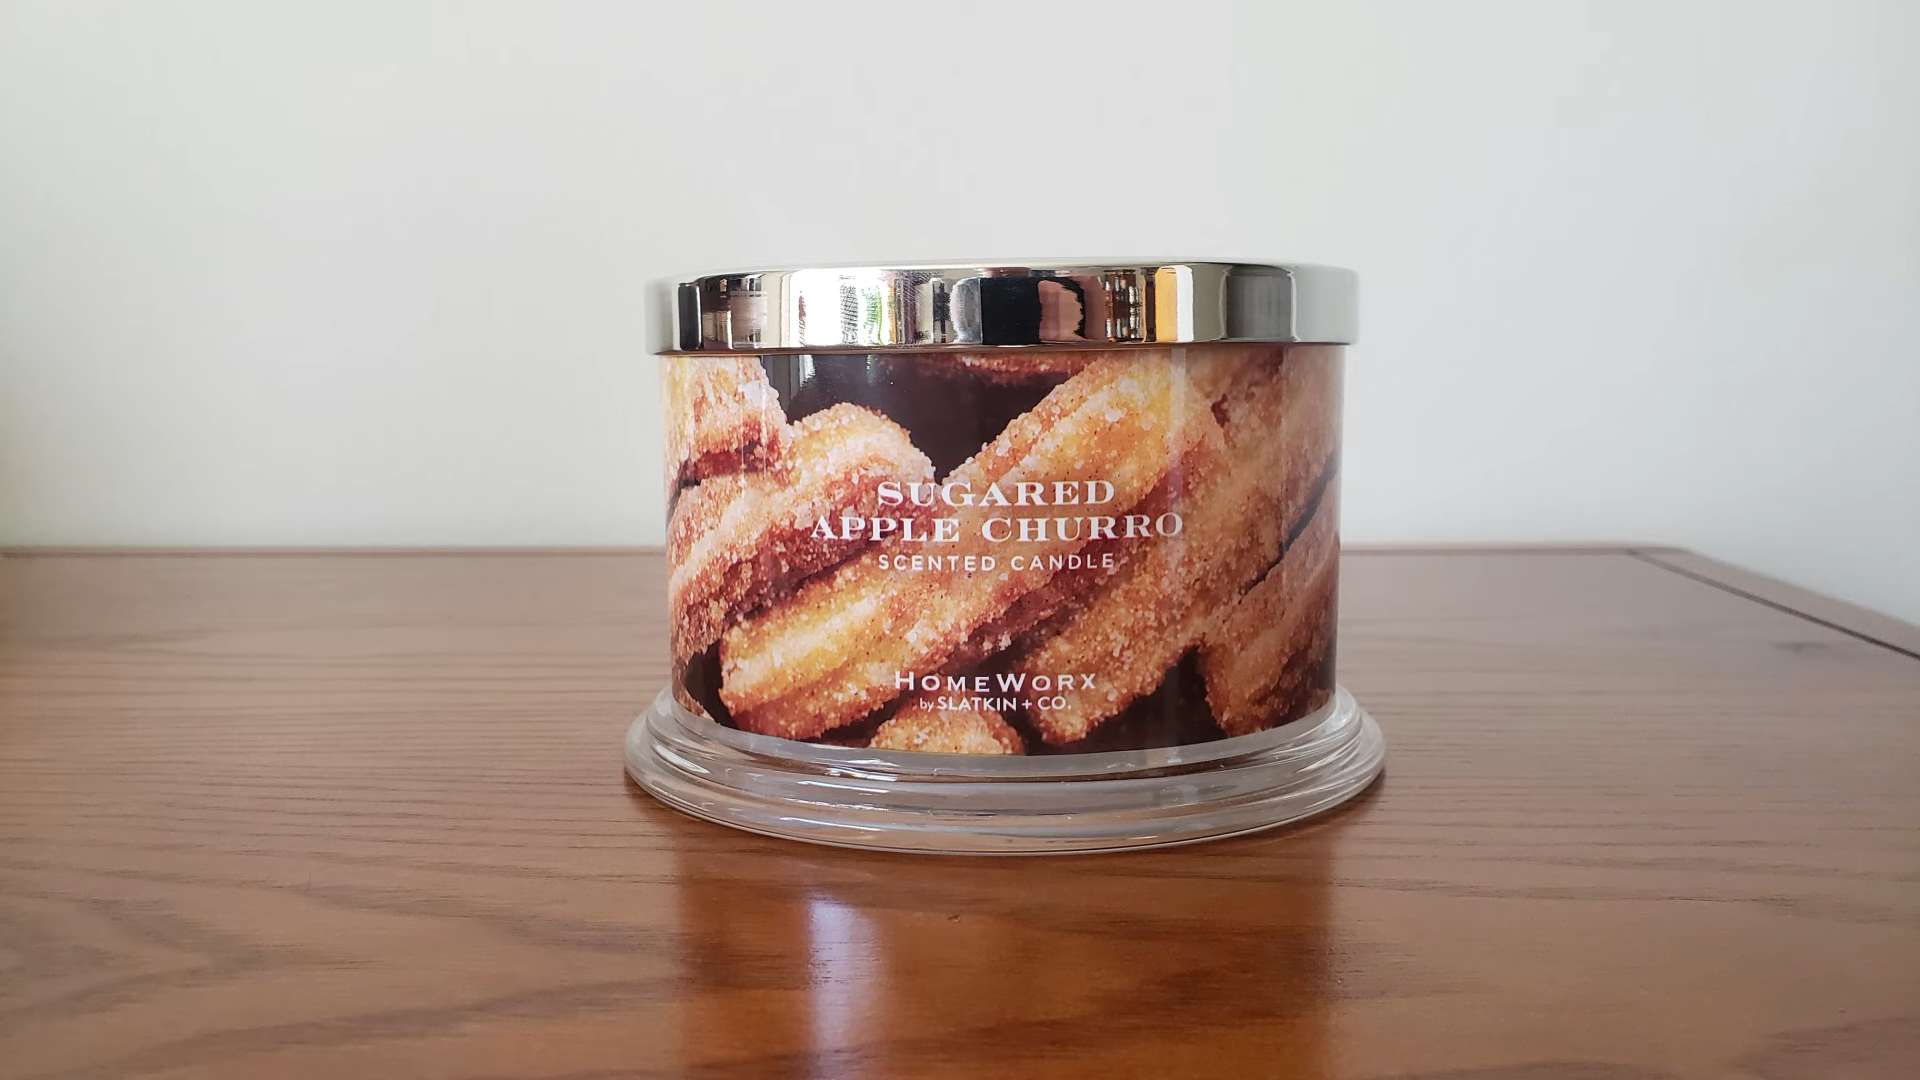 SUGARED
APPLE CHURRO
SCENTED CANDLE
HOMEWORX
by SLATKIN + CO.